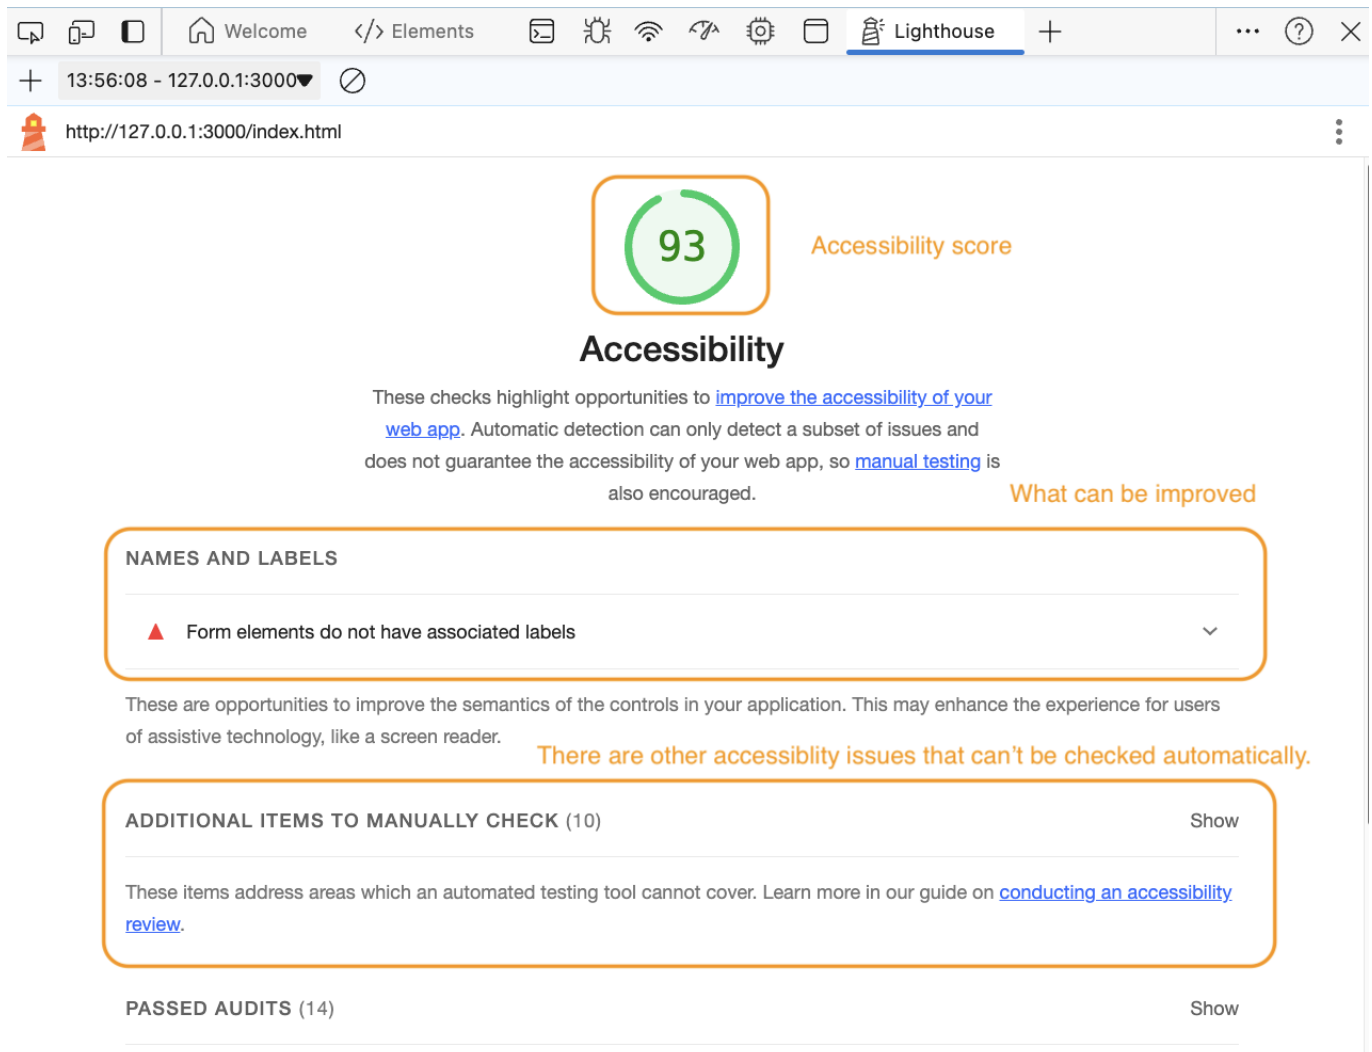 Welcome
</> Elements
Lighthouse
13:56:08 - 127.0.0.1:3000
http://127.0.0.1:3000/index.html
93
Accessibility score
Accessibility
These checks highlight opportunities to improve the accessibility of your
web app. Automatic detection can only detect a subset of issues and
does not guarantee the accessibility of your web app, so manual testing is
also encouraged.
What can be improved
NAMES AND LABELS
Form elements do not have associated labels
These are opportunities to improve the semantics of the controls in your application. This may enhance the experience for users
of assistive technology, like a screen reader.
There are other accessiblity issues that can't be checked automatically.
ADDITIONAL ITEMS TO MANUALLY CHECK (10)
Show
These items address areas which an automated testing tool cannot cover. Learn more in our guide on conducting an accessibility
review.
PASSED AUDITS (14)
Show